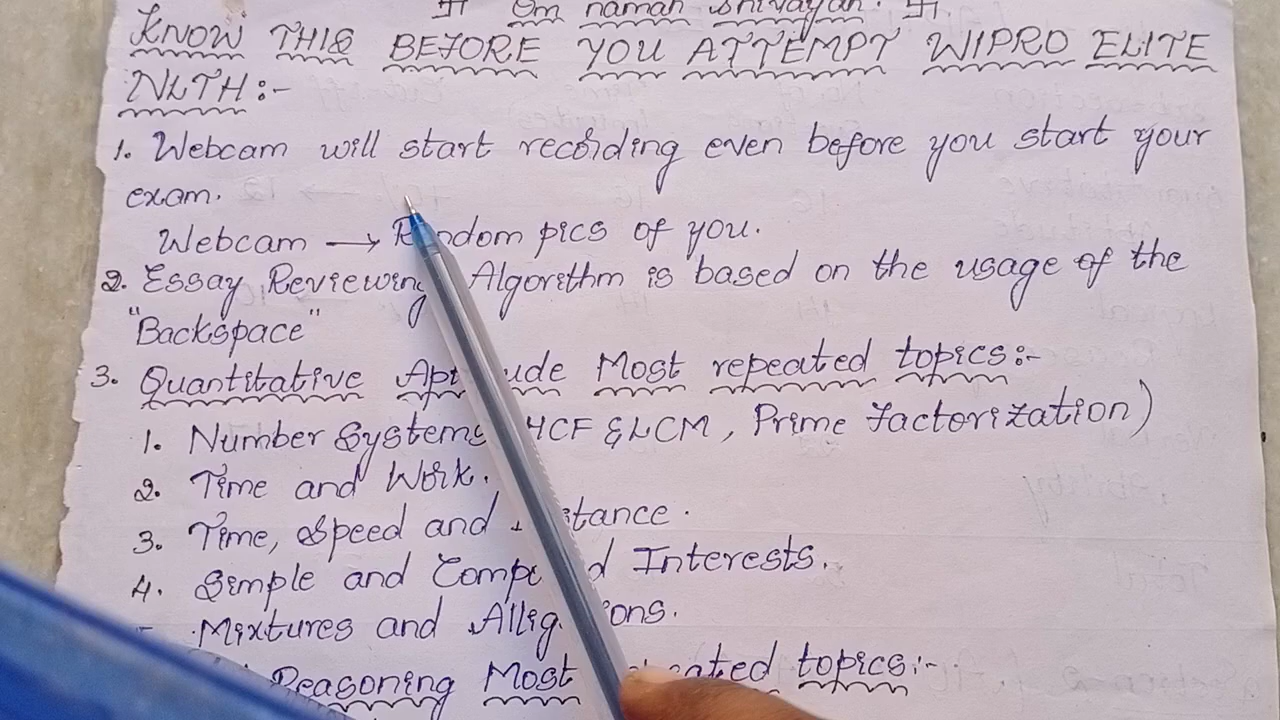 卐 Om namah Shivayah. 卐
KNOW THIS BEFORE YOU ATTEMPT WIPRO ELITE
NLTH:-
1. Webcam will start recording even before you start your
exam.
Webcam → Random pics of you.
2. Essay Reviewing Algorithm is based on the usage of the
"Backspace"
3. Quantitative Aptitude Most repeated topics:-
1. Number Systems HCF & LCM, Prime Factorization)
2. Time and Work.
3. Time, Speed and Distance.
4. Simple and Compound Interests.
Mixtures and Alligations.
Reasoning Most repeated topics:-